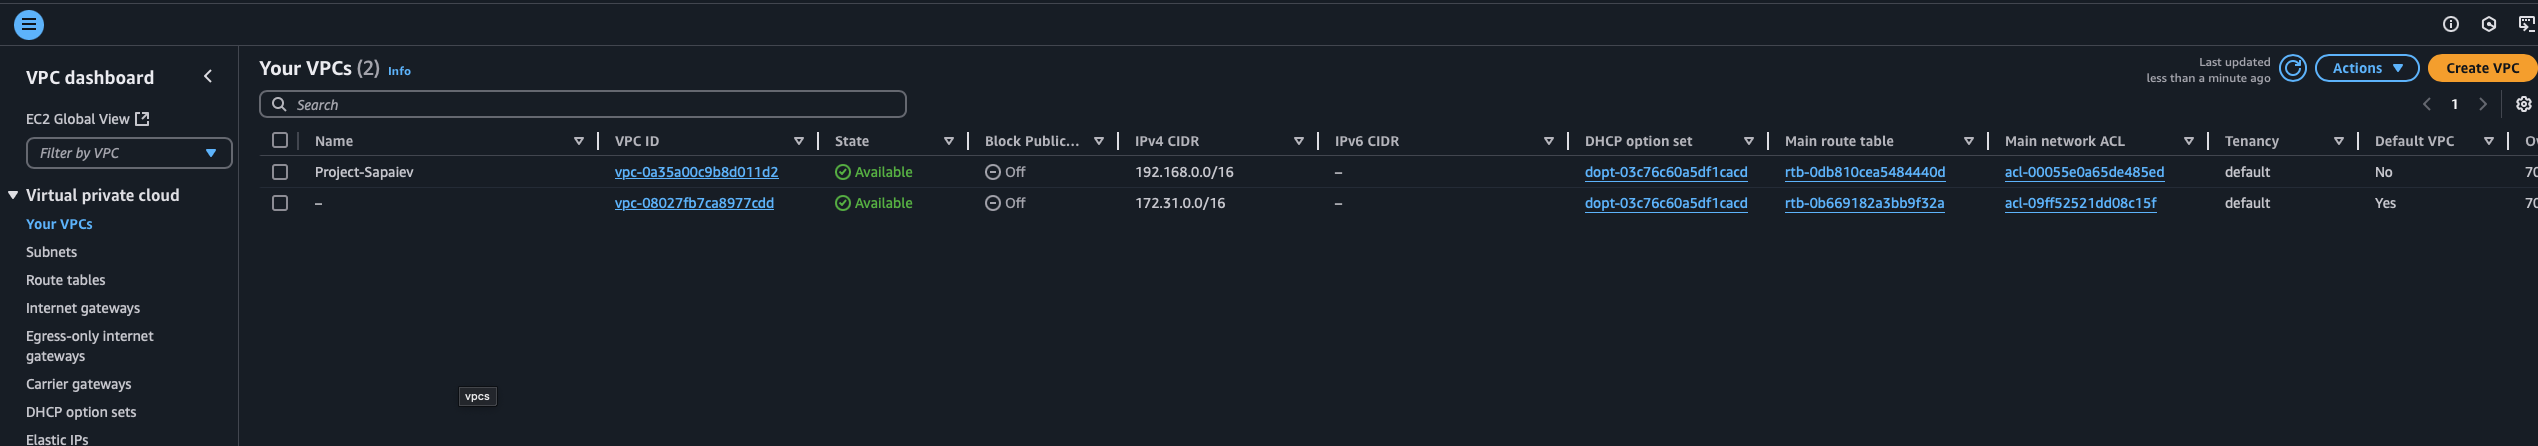 Last updated
less than a minute ago
Actions
Create VPC
VPC dashboard
EC2 Global View
Filter by VPC
Virtual private cloud
Your VPCs
Subnets
Route tables
Internet gateways
Egress-only internet
gateways
Carrier gateways
DHCP option sets
Elastic IPs
Your VPCs (2) Info
Search
1
Name VPC ID State Block Public... IPv4 CIDR IPv6 CIDR DHCP option set Main route table Main network ACL Tenancy Default VPC
Project-Sapaiev vpc-0a35a00c9b8d011d2 Available Off 192.168.0.0/16 – dopt-03c76c60a5df1cacd rtb-0db810cea5484440d acl-00055e0a65de485ed default No 70
– vpc-08027fb7ca8977cdd Available Off 172.31.0.0/16 – dopt-03c76c60a5df1cacd rtb-0b669182a3bb9f32a acl-09ff52521dd08c15f default Yes 70
vpcs